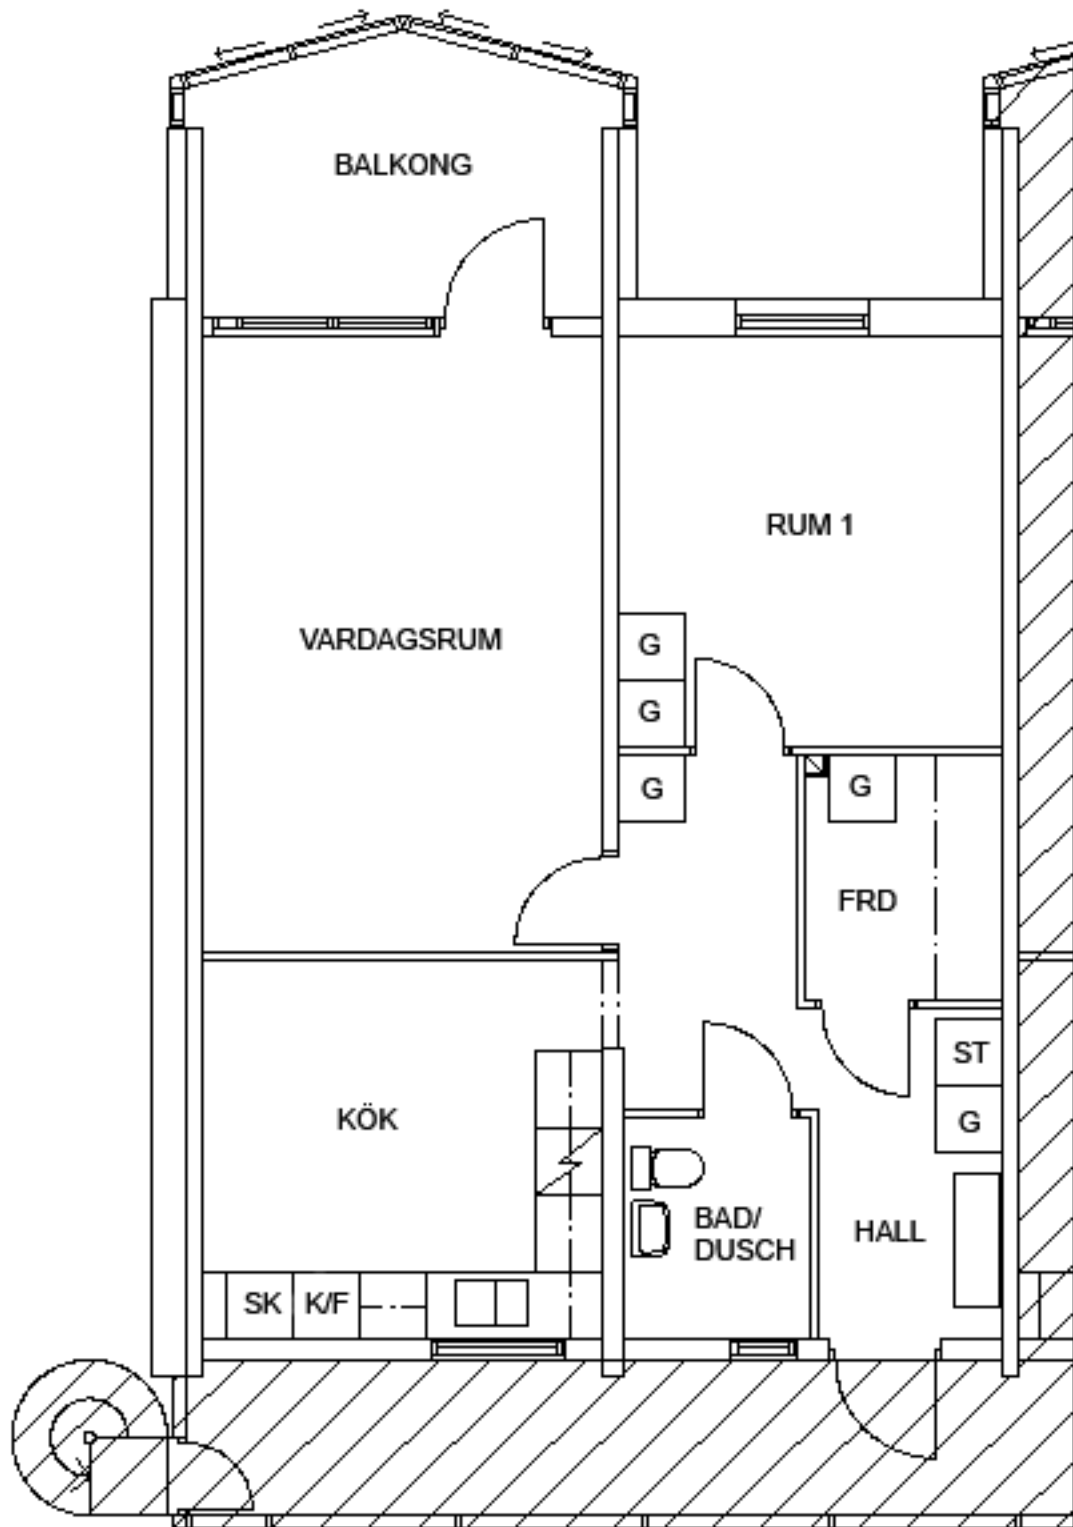 BALKONG
RUM 1
VARDAGSRUM
G
G
G
G
FRD
ST
G
KÖK
BAD/
DUSCH
HALL
SK
K/F